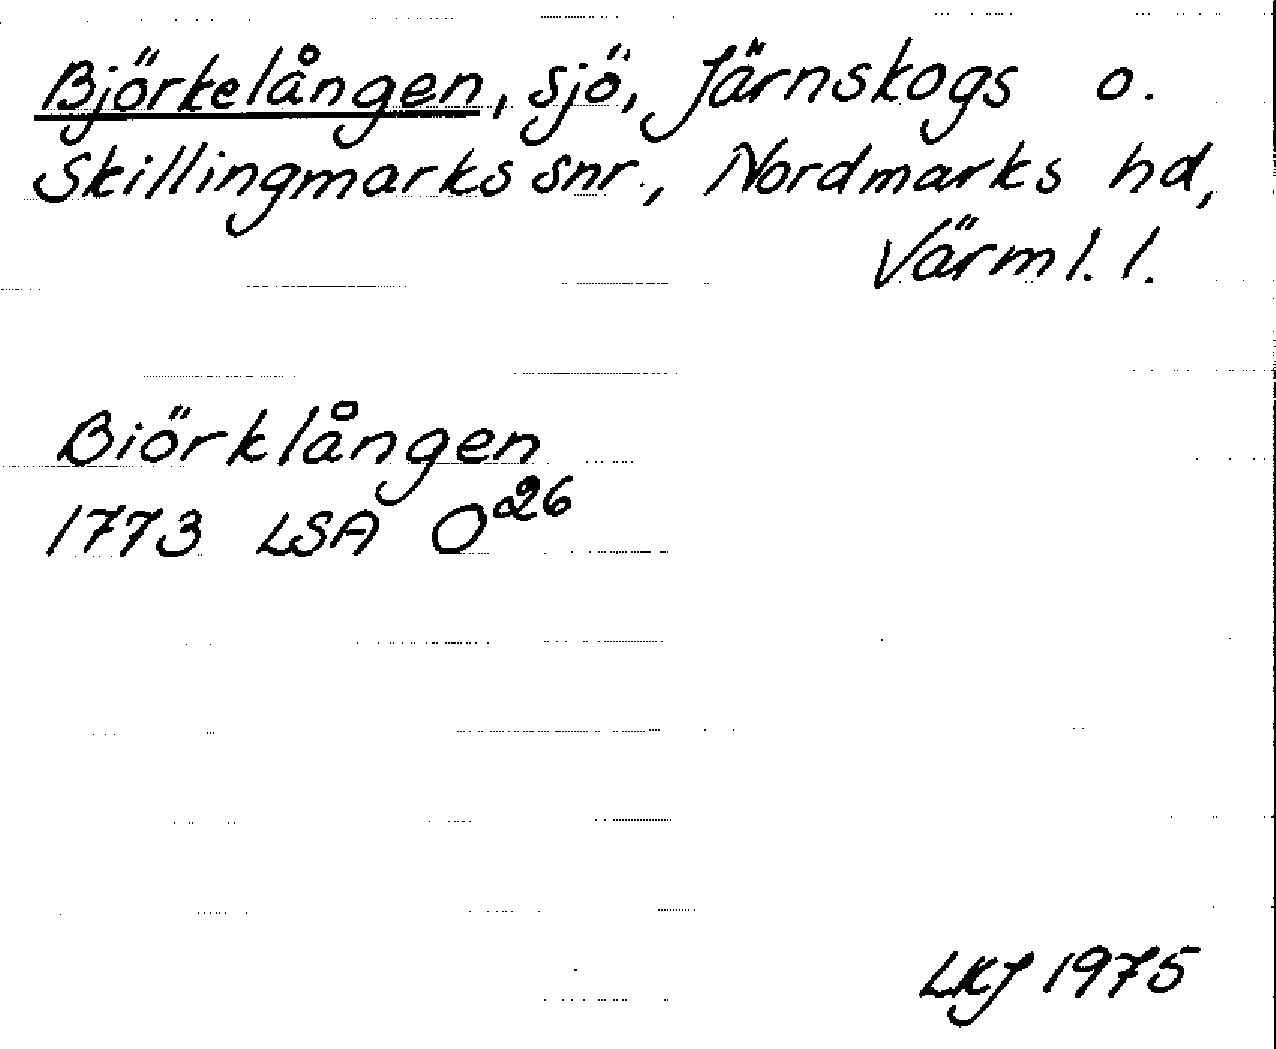 Björkelången, sjö, Järnskogs o.
Skillingmarks snr., Nordmarks hd,
Värml. l.
Biörklången
1773 LSA O26
LKJ 1975